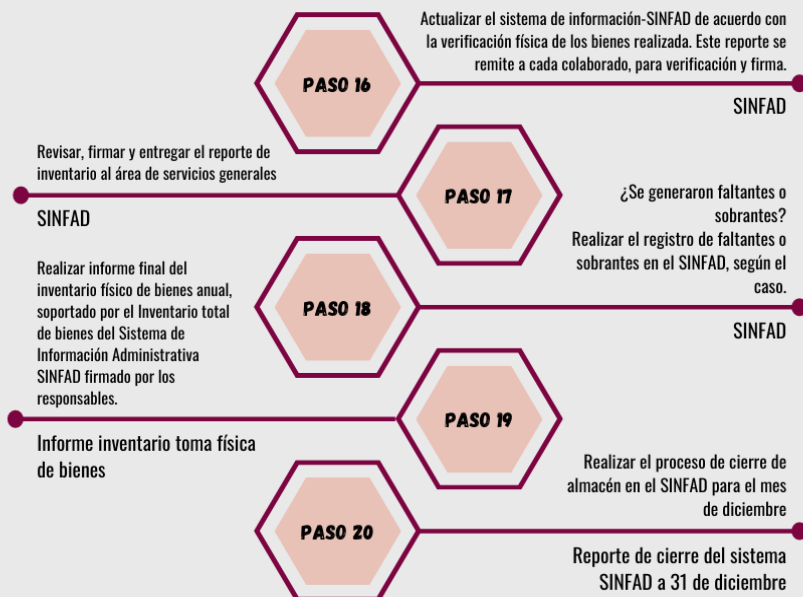 PASO 16
Actualizar el sistema de información-SINFAD de acuerdo con
la verificación física de los bienes realizada. Este reporte se
remite a cada colaborado, para verificación y firma.
SINFAD
PASO 17
Revisar, firmar y entregar el reporte de
inventario al área de servicios generales
SINFAD
PASO 18
¿Se generaron faltantes o
sobrantes?
Realizar el registro de faltantes o
sobrantes en el SINFAD, según el
caso.
SINFAD
PASO 19
Realizar informe final del
inventario físico de bienes anual,
soportado por el Inventario total
de bienes del Sistema de
Información Administrativa
SINFAD firmado por los
responsables.
Informe inventario toma física
de bienes
PASO 20
Realizar el proceso de cierre de
almacén en el SINFAD para el mes
de diciembre
Reporte de cierre del sistema
SINFAD a 31 de diciembre